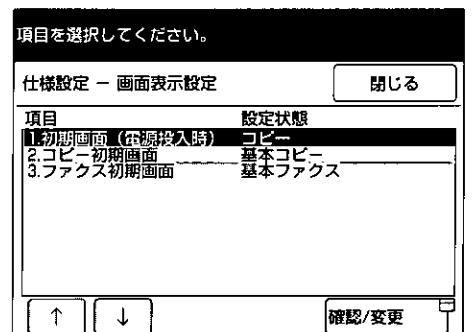 項目を選択してください。
仕様設定 － 画面表示設定 閉じる
項目 設定状態
1.初期画面（電源投入時） コピー
2.コピー初期画面 基本コピー
3.ファクス初期画面 基本ファクス
↑ ↓ 確認/変更